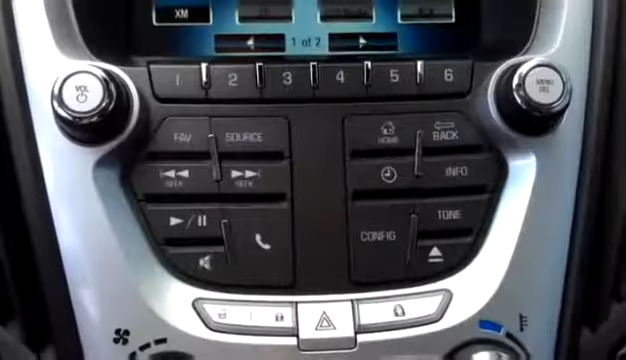 XM
1 of 2
VOL
1 2 3 4 5 6
MENU
SEL
FAV SOURCE
HOME BACK
SEEK SEEK
INFO
TONE
CONFIG